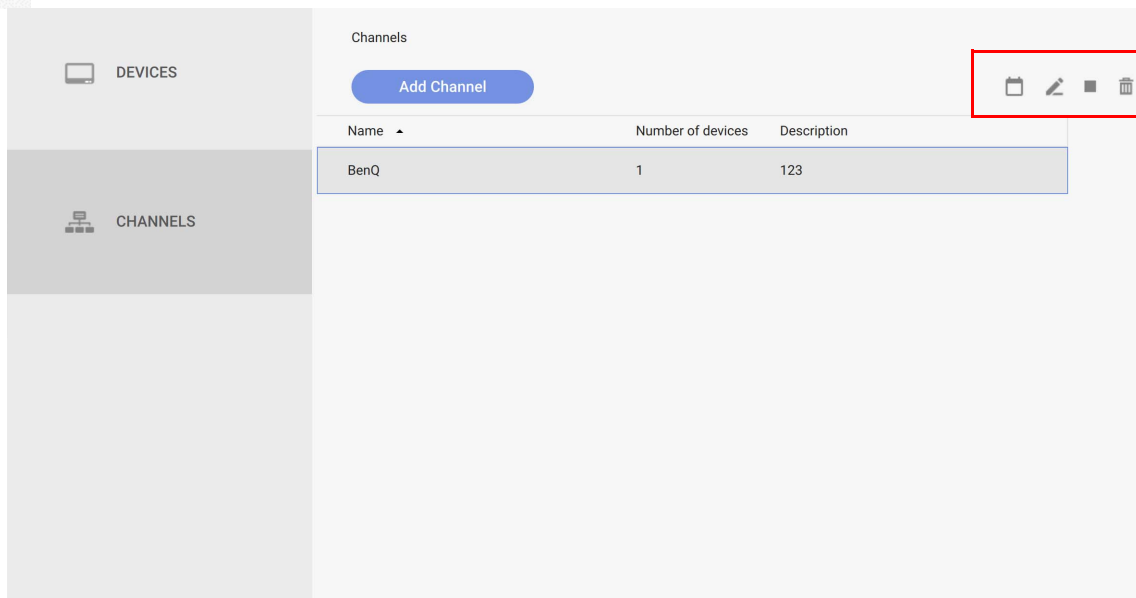 DEVICES
CHANNELS
Channels
Add Channel
Name Number of devices Description
BenQ 1 123